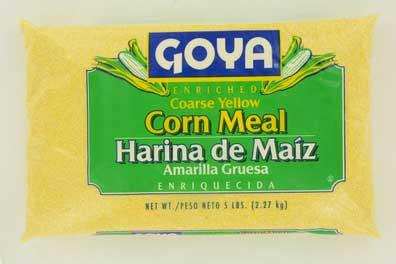 GOYA
ENRICHED
Coarse Yellow
Corn Meal
Harina de Maíz
Amarilla Gruesa
ENRIQUECIDA
NET WT./PESO NETO 5 LBS. (2.27 kg)